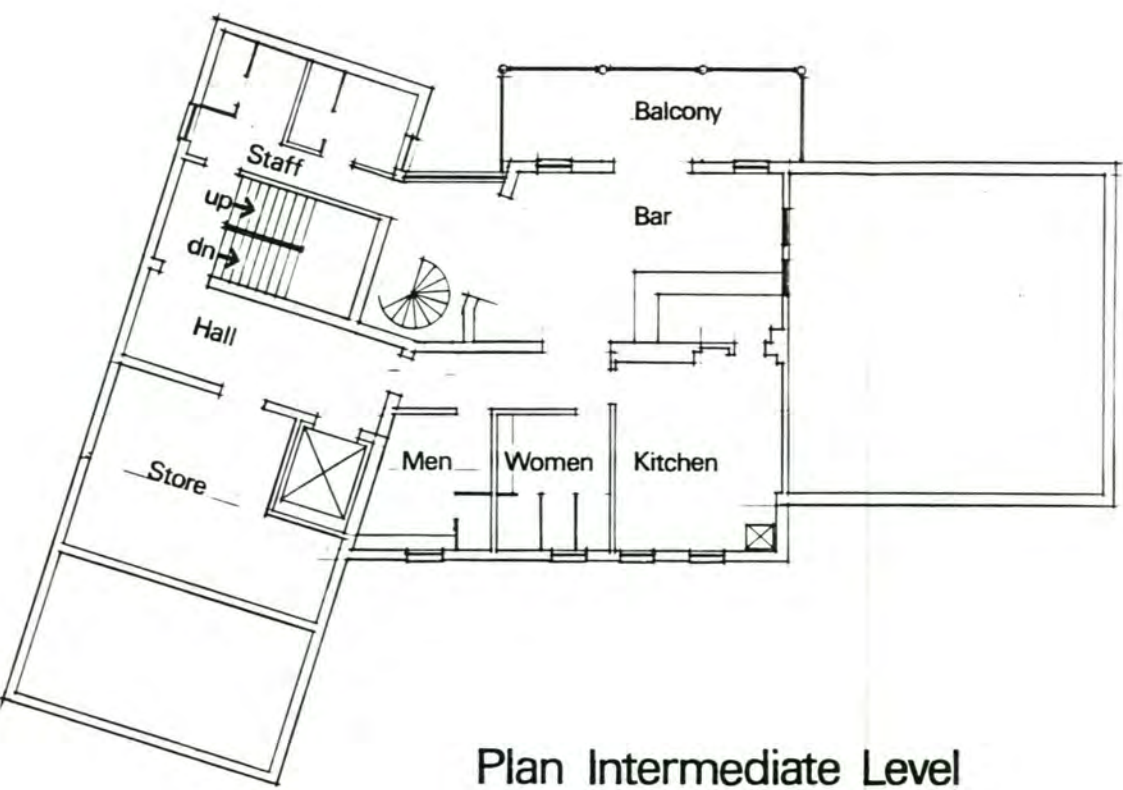 Balcony
Staff
up
Bar
dn
Hall
Men
Women
Kitchen
Store
Plan Intermediate Level